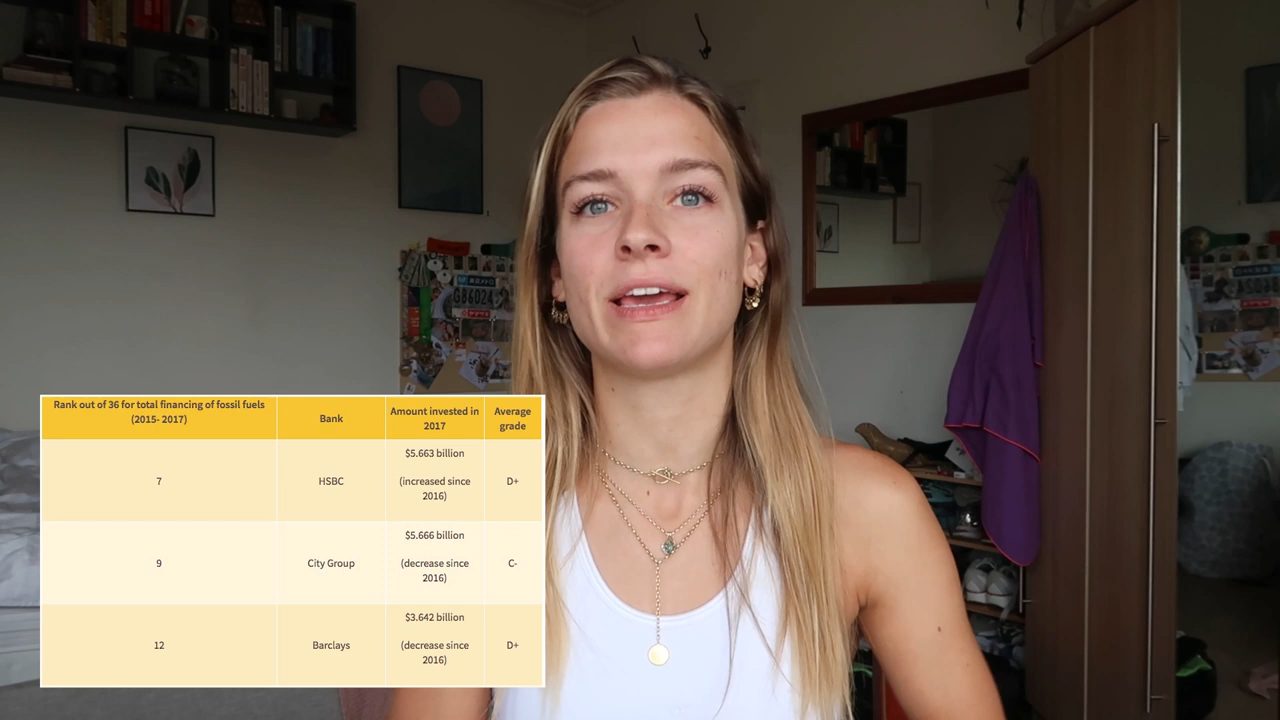 Rank out of 36 for total financing of fossil fuels
(2015- 2017)
Bank
Amount invested in
2017
Average
grade
7
HSBC
$5.663 billion
(increased since
2016)
D+
9
City Group
$5.666 billion
(decrease since
2016)
C-
12
Barclays
$3.642 billion
(decrease since
2016)
D+